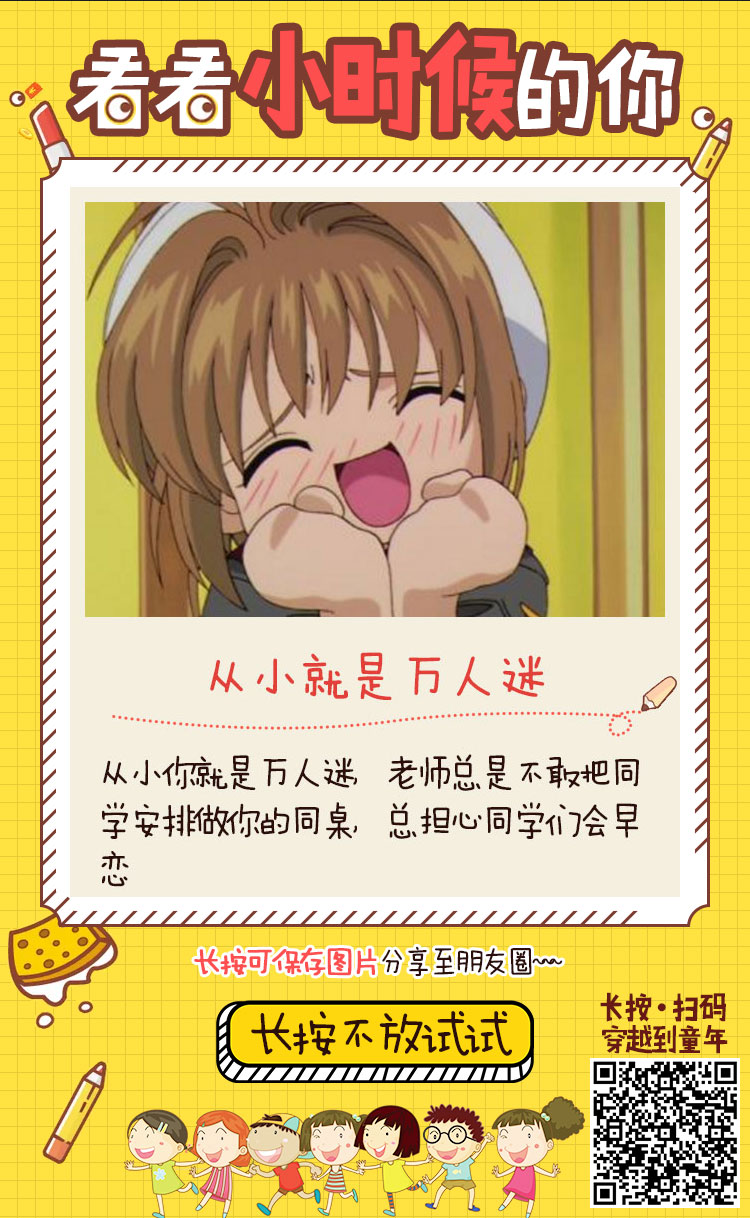 看看小时候的你
从小就是万人迷
从小你就是万人迷, 老师总是不敢把同
学安排做你的同桌, 总担心同学们会早
恋
长按可保存图片分享至朋友圈~~
长按不放试试
长按·扫码
穿越到童年